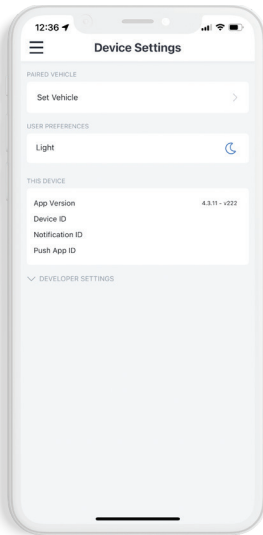 12:36
Device Settings
PAIRED VEHICLE
Set Vehicle
USER PREFERENCES
Light
THIS DEVICE
App Version 4.3.11 - v222
Device ID
Notification ID
Push App ID
DEVELOPER SETTINGS